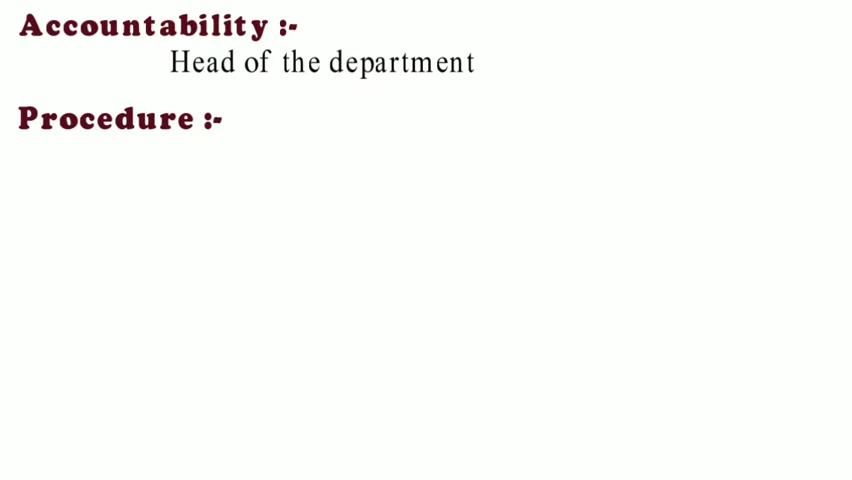 Accountability :-
Head of the department
Procedure :-